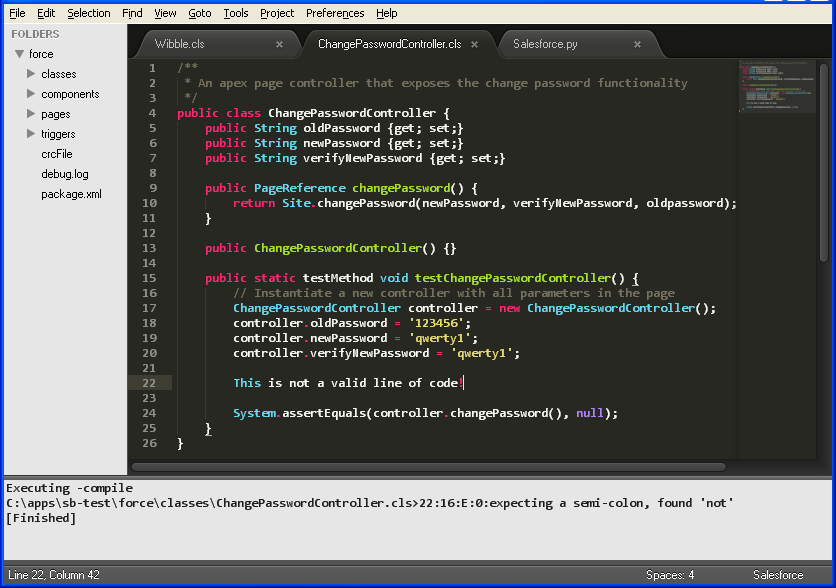 File Edit Selection Find View Goto Tools Project Preferences Help
FOLDERS
force
classes
components
pages
triggers
crcFile
debug.log
package.xml
Wibble.cls × ChangePasswordController.cls × Salesforce.py ×
1 /**
2 * An apex page controller that exposes the change password functionality
3 */
4 public class ChangePasswordController {
5 public String oldPassword {get; set;}
6 public String newPassword {get; set;}
7 public String verifyNewPassword {get; set;}
8
9 public PageReference changePassword() {
10 return Site.changePassword(newPassword, verifyNewPassword, oldpassword);
11 }
12
13 public ChangePasswordController() {}
14
15 public static testMethod void testChangePasswordController() {
16 // Instantiate a new controller with all parameters in the page
17 ChangePasswordController controller = new ChangePasswordController();
18 controller.oldPassword = '123456';
19 controller.newPassword = 'qwerty1';
20 controller.verifyNewPassword = 'qwerty1';
21
22 This is not a valid line of code!
23
24 System.assertEquals(controller.changePassword(), null);
25 }
26 }
Executing -compile
C:\apps\sb-test\force\classes\ChangePasswordController.cls>22:16:E:0:expecting a semi-colon, found 'not'
[Finished]
Line 22, Column 42 Spaces: 4 Salesforce